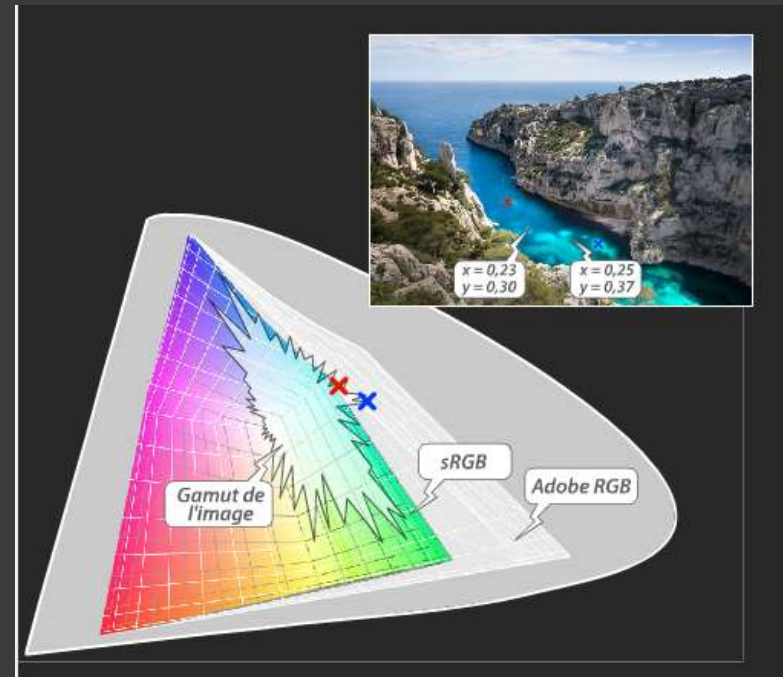 x = 0,23
y = 0,30
x = 0,25
y = 0,37
sRGB
Adobe RGB
Gamut de
l'image